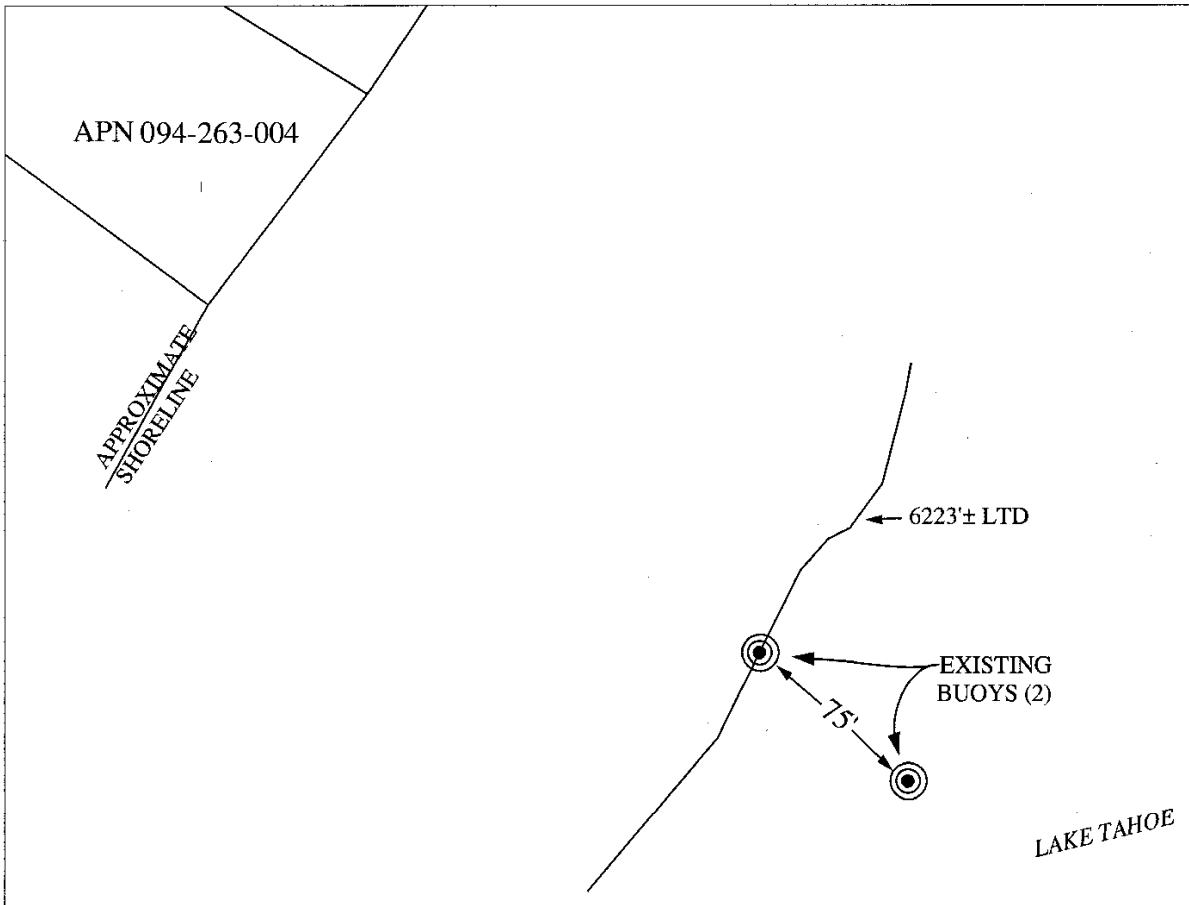 APN 094-263-004
APPROXIMATE
SHORELINE
6223'± LTD
EXISTING
BUOYS (2)
75'
LAKE TAHOE